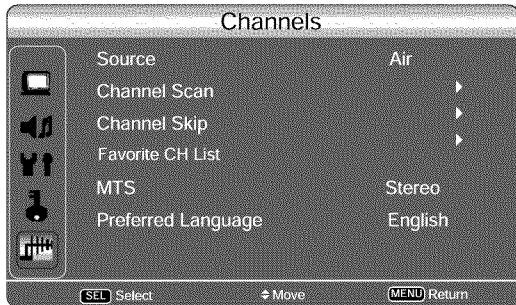 Channels
Source Air
Channel Scan
Channel Skip
Favorite CH List
MTS Stereo
Preferred Language English
SEL Select Move MENU Return